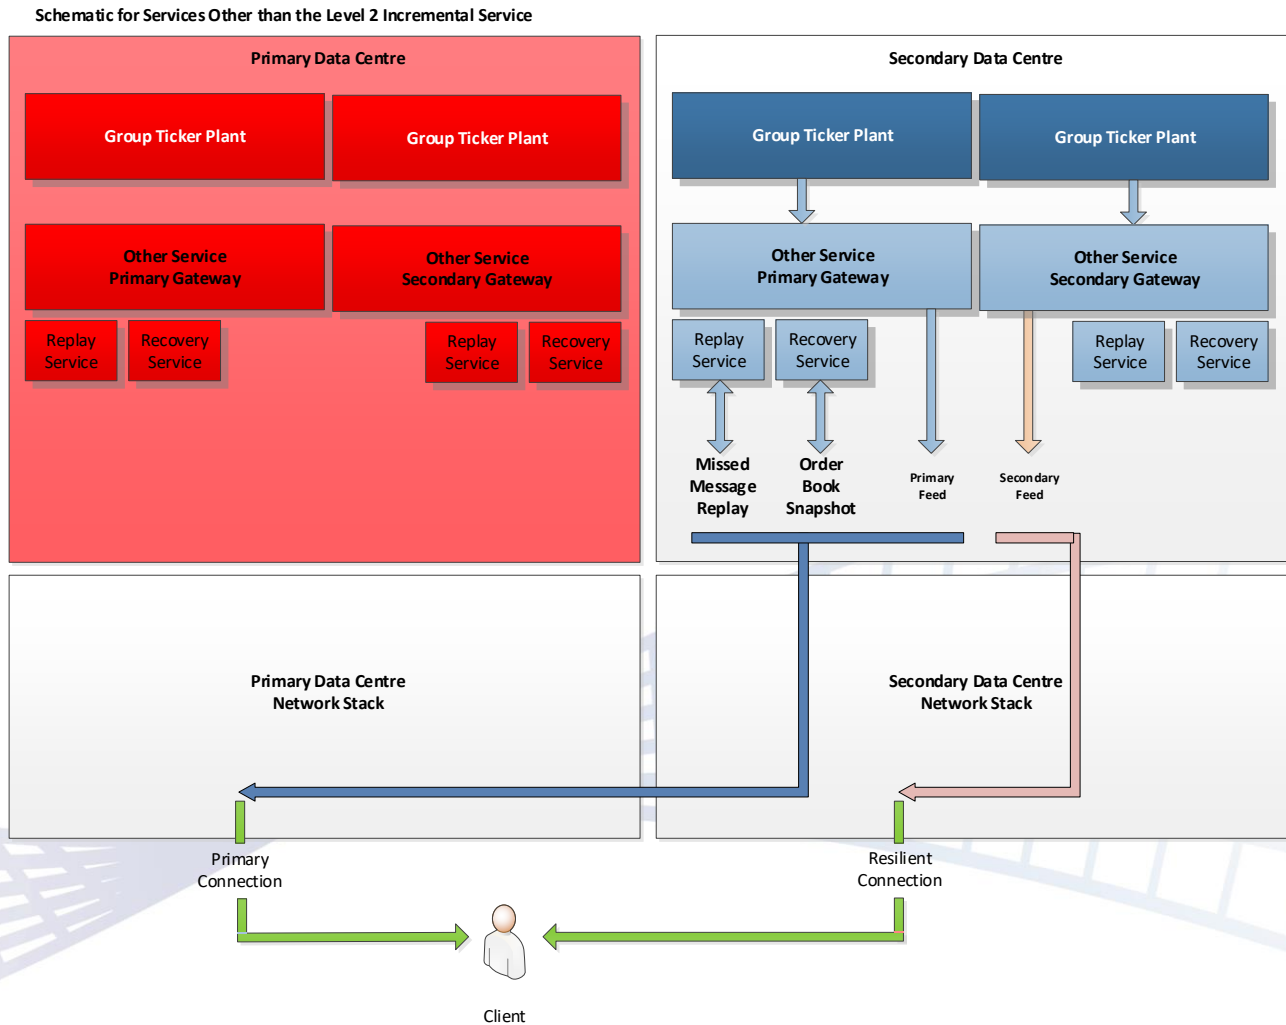 Schematic for Services Other than the Level 2 Incremental Service
Primary Data Centre
Group Ticker Plant
Group Ticker Plant
Other Service
Primary Gateway
Other Service
Secondary Gateway
Replay
Service
Recovery
Service
Replay
Service
Recovery
Service
Secondary Data Centre
Group Ticker Plant
Group Ticker Plant
Other Service
Primary Gateway
Other Service
Secondary Gateway
Replay
Service
Recovery
Service
Replay
Service
Recovery
Service
Missed
Message
Replay
Order
Book
Snapshot
Primary
Feed
Secondary
Feed
Primary Data Centre
Network Stack
Secondary Data Centre
Network Stack
Primary
Connection
Resilient
Connection
Client